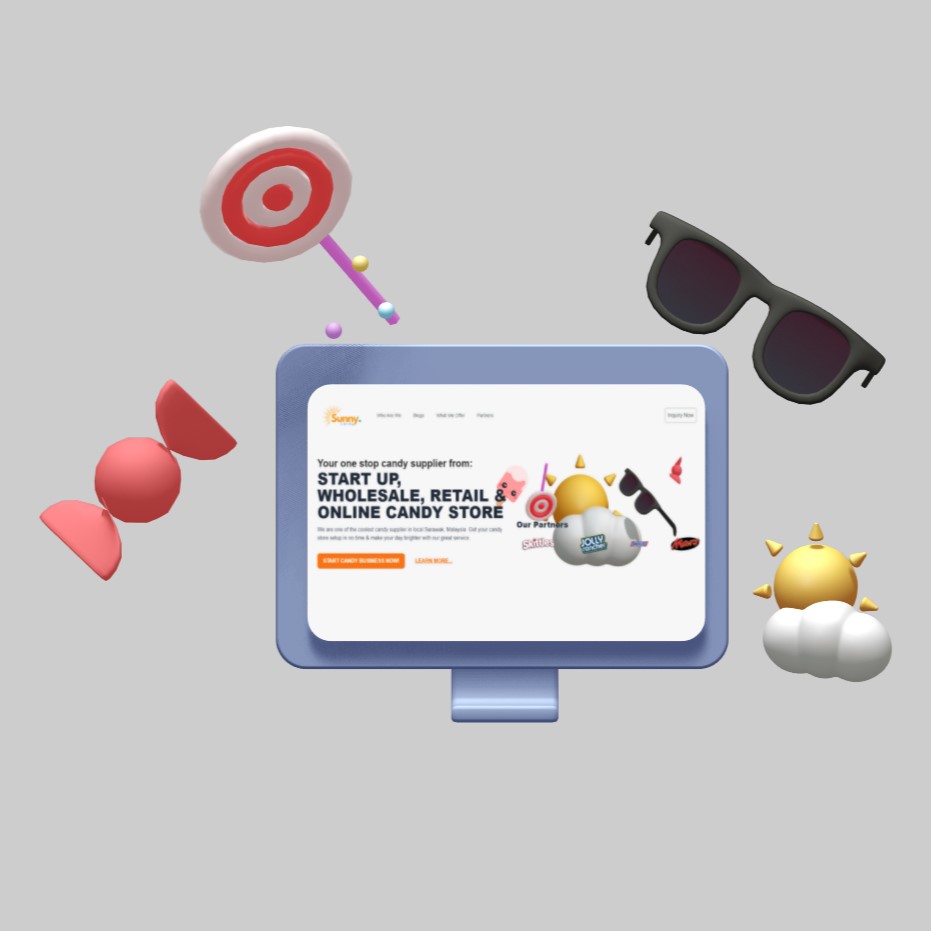 Sunny
Who Are We Blogs What We Offer Partners Inquiry Now
Your one stop candy supplier from:
START UP,
WHOLESALE, RETAIL &
ONLINE CANDY STORE
We are one of the coolest candy supplier in local Sarawak, Malaysia. Get your candy
store setup in no time & make your day brighter with our great service.
START CANDY BUSINESS NOW! LEARN MORE...
Our Partners
Skittles JOLLY RANCHER Mars